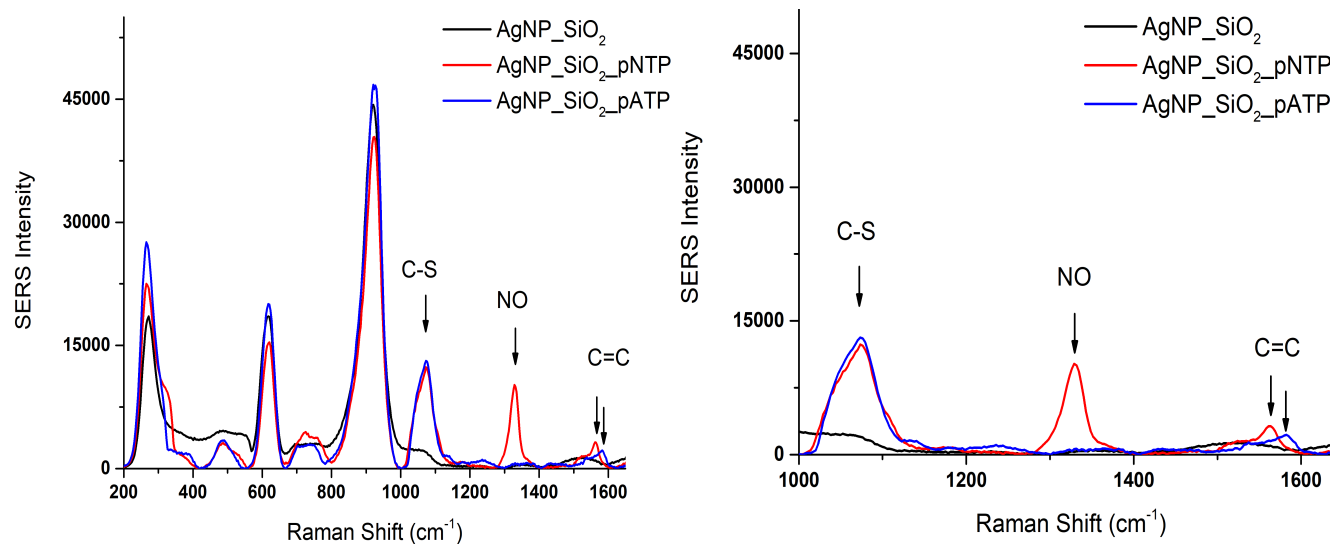 AgNP_SiO₂
AgNP_SiO₂_pNTP
AgNP_SiO₂_pATP
45000
30000
15000
0
SERS Intensity
C-S
NO
C=C
200 400 600 800 1000 1200 1400 1600
Raman Shift (cm⁻¹)
AgNP_SiO₂
AgNP_SiO₂_pNTP
AgNP_SiO₂_pATP
45000
30000
15000
0
SERS Intensity
C-S
NO
C=C
1000 1200 1400 1600
Raman Shift (cm⁻¹)